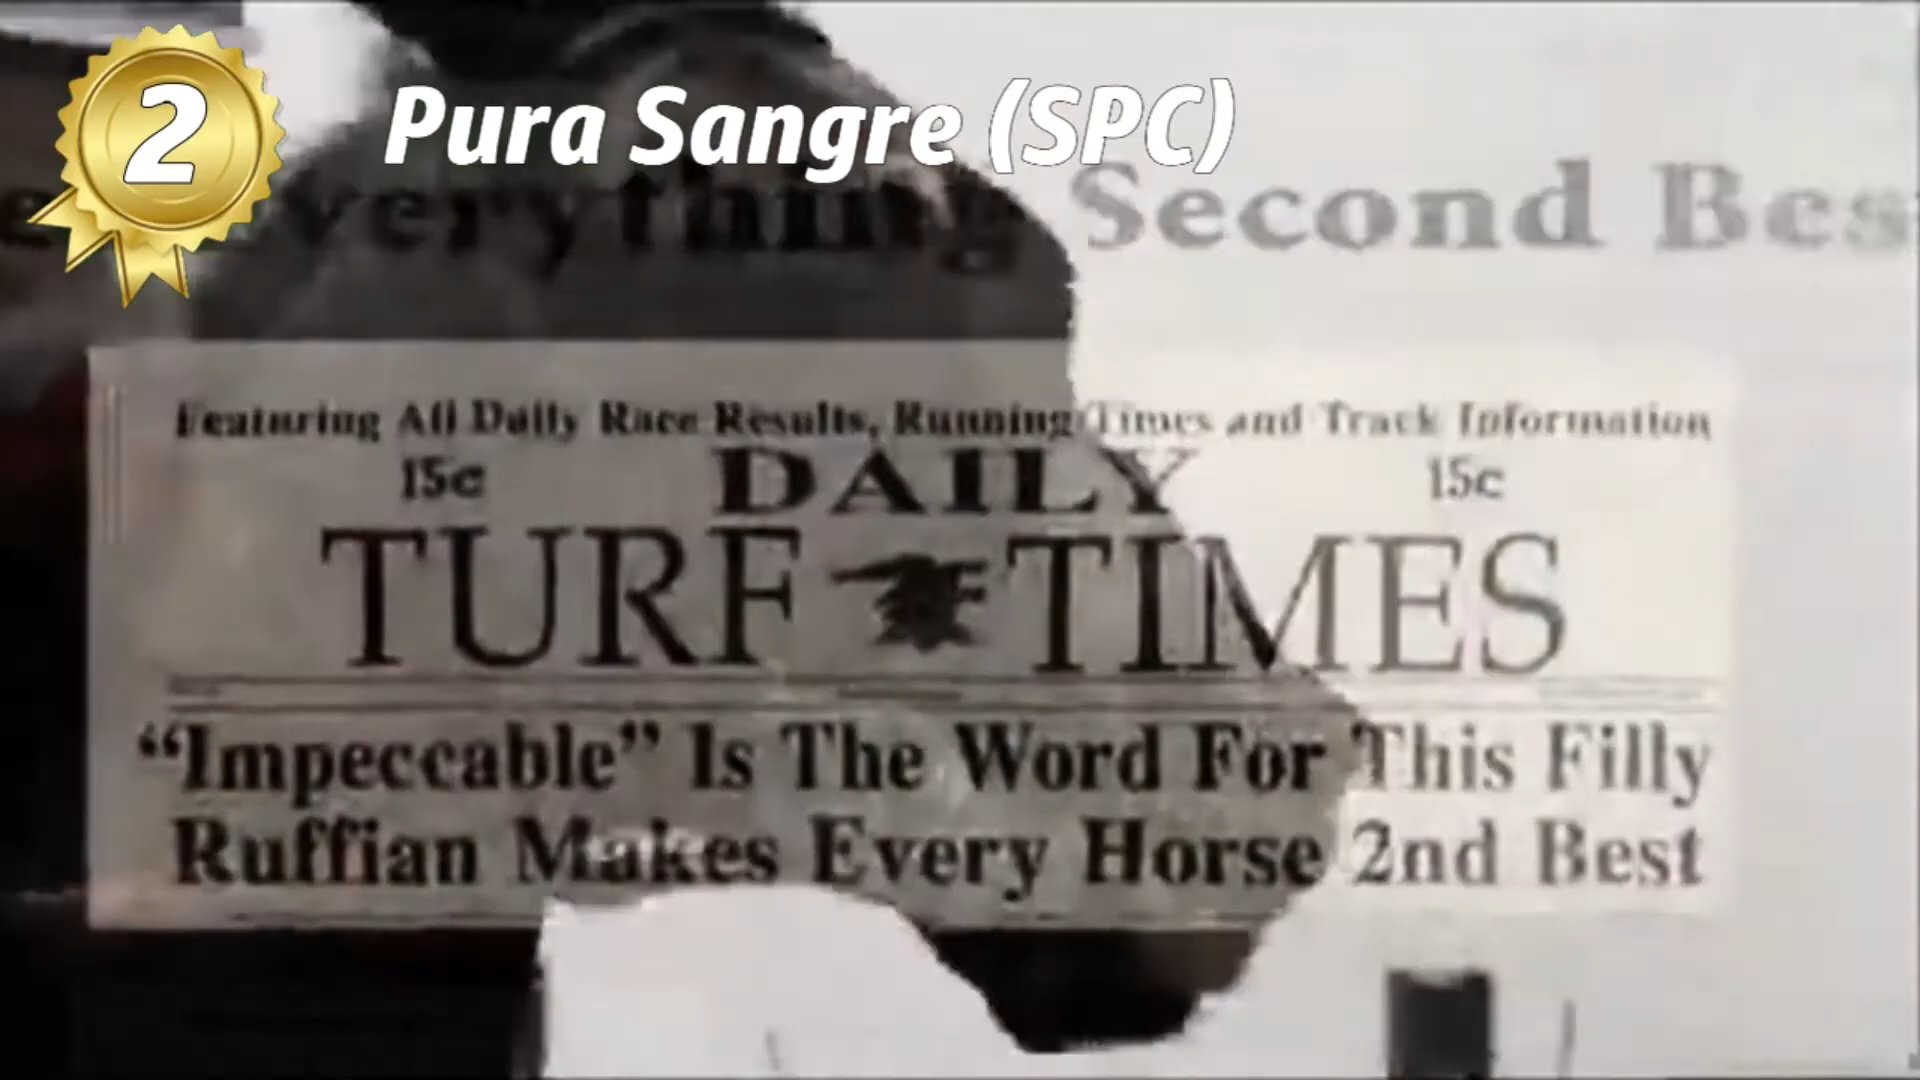 2
Pura Sangre (SPC)
verything Second Bes
Featuring All Daily Race Results, Running Times and Track Information
15c DAILY 15c
TURF TIMES
“Impeccable” Is The Word For This Filly
Ruffian Makes Every Horse 2nd Best